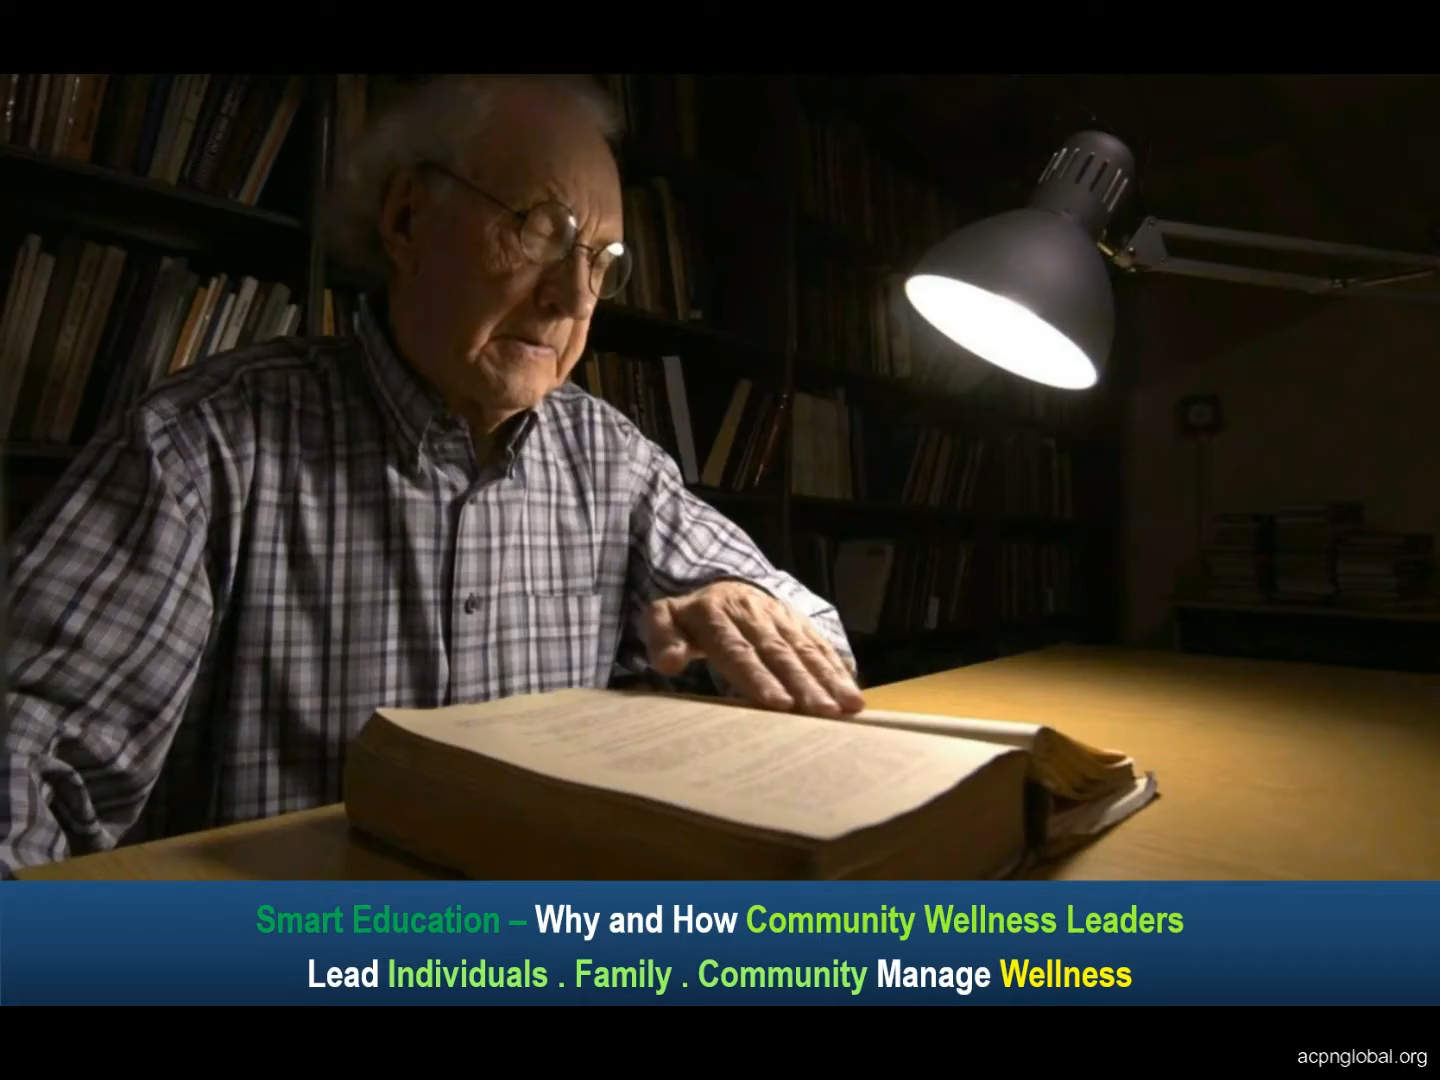 Smart Education – Why and How Community Wellness Leaders
Lead Individuals . Family . Community Manage Wellness
acpnglobal.org